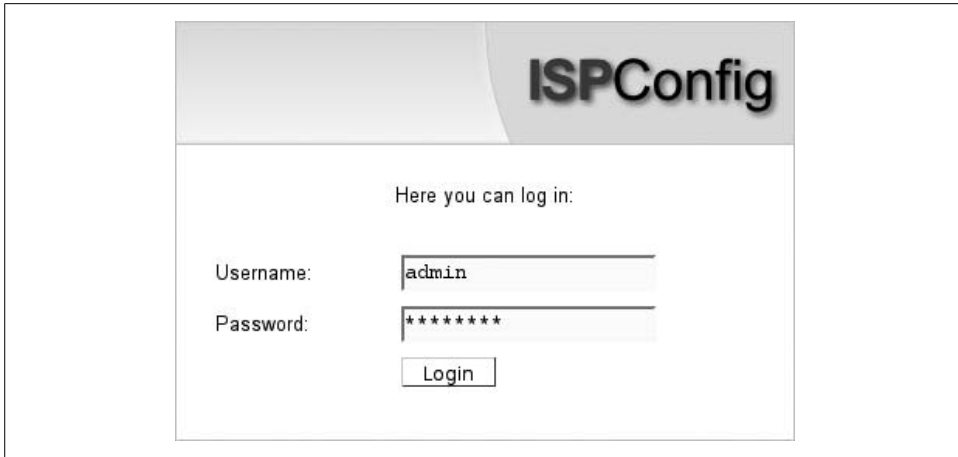 ISPConfig
Here you can log in:
Username: admin
Password: ********
Login